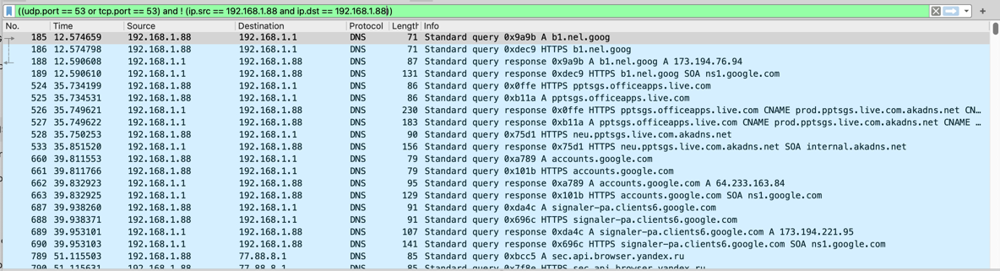 ((udp.port == 53 or tcp.port == 53) and ! (ip.src == 192.168.1.88 and ip.dst == 192.168.1.88))
No. Time Source Destination Protocol Length Info
185 12.574659 192.168.1.88 192.168.1.1 DNS 71 Standard query 0x9a9b A b1.nel.goog
186 12.574798 192.168.1.88 192.168.1.1 DNS 71 Standard query 0xdec9 HTTPS b1.nel.goog
188 12.590608 192.168.1.1 192.168.1.88 DNS 87 Standard query response 0x9a9b A b1.nel.goog A 173.194.76.94
189 12.590610 192.168.1.1 192.168.1.88 DNS 131 Standard query response 0xdec9 HTTPS b1.nel.goog SOA ns1.google.com
524 35.734199 192.168.1.88 192.168.1.1 DNS 86 Standard query 0x0ffe HTTPS pptsgs.officeapps.live.com
525 35.734531 192.168.1.88 192.168.1.1 DNS 86 Standard query 0xb11a A pptsgs.officeapps.live.com
526 35.749621 192.168.1.1 192.168.1.88 DNS 230 Standard query response 0x0ffe HTTPS pptsgs.officeapps.live.com CNAME prod.pptsgs.live.com.akadns.net CN…
527 35.749622 192.168.1.1 192.168.1.88 DNS 183 Standard query response 0xb11a A pptsgs.officeapps.live.com CNAME prod.pptsgs.live.com.akadns.net CNAME …
528 35.750253 192.168.1.88 192.168.1.1 DNS 90 Standard query 0x75d1 HTTPS neu.pptsgs.live.com.akadns.net
533 35.851520 192.168.1.1 192.168.1.88 DNS 156 Standard query response 0x75d1 HTTPS neu.pptsgs.live.com.akadns.net SOA internal.akadns.net
660 39.811553 192.168.1.88 192.168.1.1 DNS 79 Standard query 0xa789 A accounts.google.com
661 39.811766 192.168.1.88 192.168.1.1 DNS 79 Standard query 0x101b HTTPS accounts.google.com
662 39.832923 192.168.1.1 192.168.1.88 DNS 95 Standard query response 0xa789 A accounts.google.com A 64.233.163.84
663 39.832925 192.168.1.1 192.168.1.88 DNS 129 Standard query response 0x101b HTTPS accounts.google.com SOA ns1.google.com
687 39.938260 192.168.1.88 192.168.1.1 DNS 91 Standard query 0xda4c A signaler-pa.clients6.google.com
688 39.938371 192.168.1.88 192.168.1.1 DNS 91 Standard query 0x696c HTTPS signaler-pa.clients6.google.com
689 39.953101 192.168.1.1 192.168.1.88 DNS 107 Standard query response 0xda4c A signaler-pa.clients6.google.com A 173.194.221.95
690 39.953103 192.168.1.1 192.168.1.88 DNS 141 Standard query response 0x696c HTTPS signaler-pa.clients6.google.com SOA ns1.google.com
789 51.115503 192.168.1.88 77.88.8.1 DNS 85 Standard query 0xbcc5 A sec.api.browser.yandex.ru
790 51.115631 192.168.1.88 77.88.8.1 DNS 85 Standard query 0x7f8e HTTPS sec.api.browser.yandex.ru